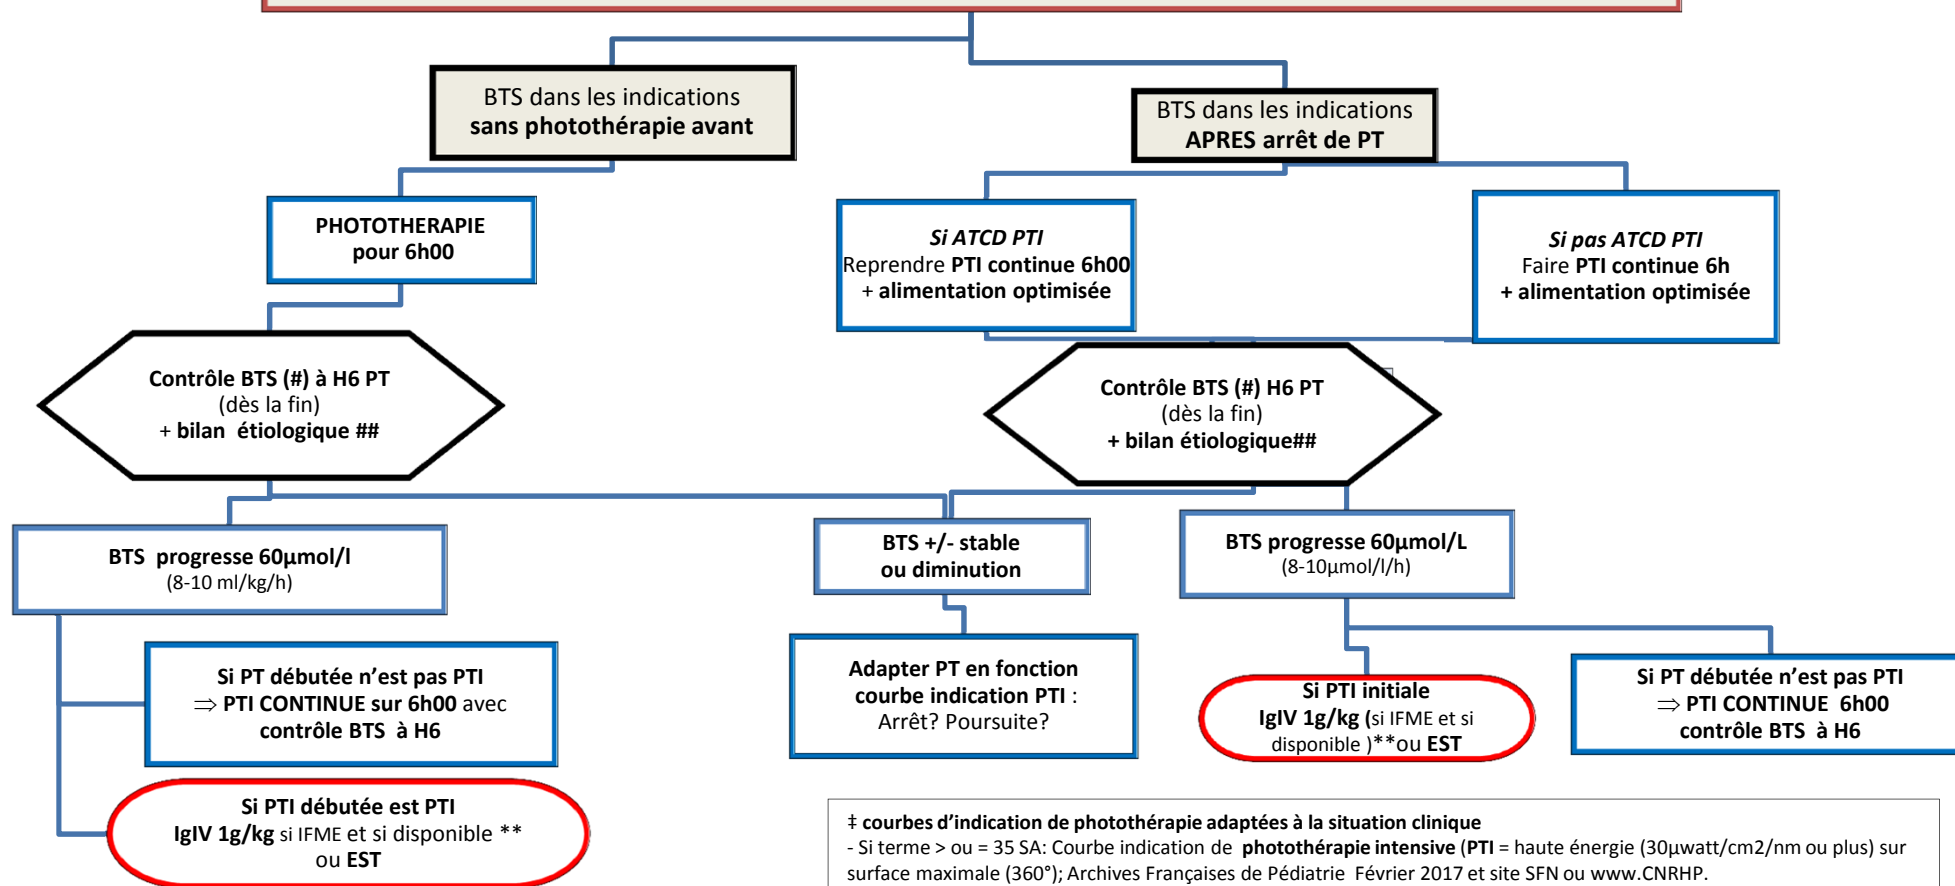 BTS dans les indications
sans photothérapie avant
BTS dans les indications
APRES arrêt de PT
PHOTOTHERAPIE
pour 6h00
Si ATCD PTI
Reprendre PTI continue 6h00
+ alimentation optimisée
Si pas ATCD PTI
Faire PTI continue 6h
+ alimentation optimisée
Contrôle BTS (#) à H6 PT
(dès la fin)
+ bilan étiologique ##
Contrôle BTS (#) H6 PT
(dès la fin)
+ bilan étiologique##
BTS progresse 60µmol/l
(8-10 ml/kg/h)
BTS +/- stable
ou diminution
BTS progresse 60µmol/L
(8-10µmol/l/h)
Si PT débutée n’est pas PTI
⇒ PTI CONTINUE sur 6h00 avec
contrôle BTS à H6
Adapter PT en fonction
courbe indication PTI :
Arrêt? Poursuite?
Si PTI initiale
IgIV 1g/kg (si IFME et si
disponible )**ou EST
Si PT débutée n’est pas PTI
⇒ PTI CONTINUE 6h00
contrôle BTS à H6
Si PTI débutée est PTI
IgIV 1g/kg si IFME et si disponible **
ou EST
‡ courbes d’indication de photothérapie adaptées à la situation clinique
- Si terme > ou = 35 SA: Courbe indication de photothérapie intensive (PTI = haute énergie (30µwatt/cm2/nm ou plus) sur
surface maximale (360°); Archives Françaises de Pédiatrie Février 2017 et site SFN ou www.CNRHP.